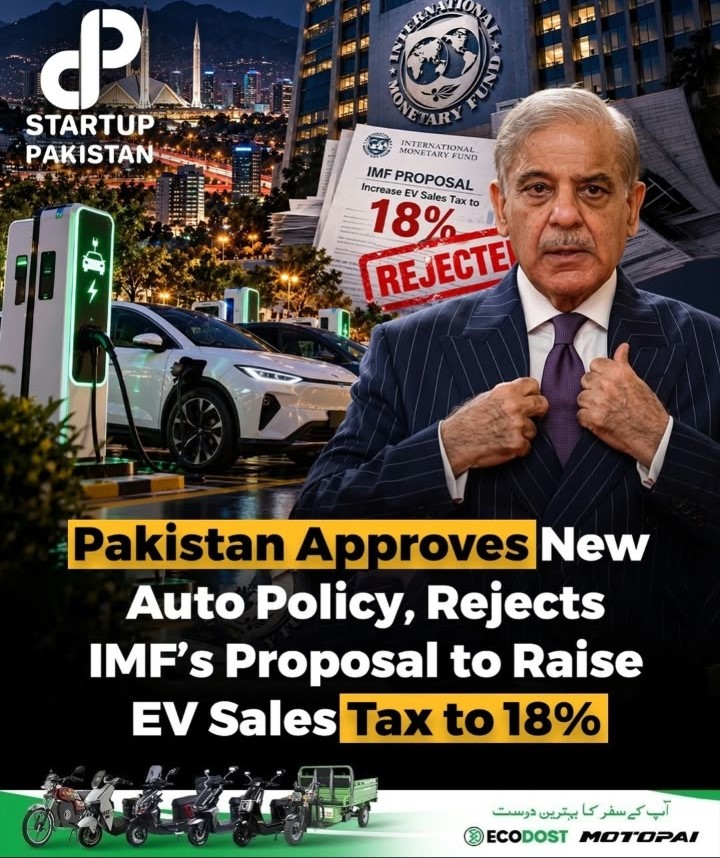 STARTUP
PAKISTAN
INTERNATIONAL
MONETARY FUND
INTERNATIONAL
MONETARY FUND
IMF PROPOSAL
Increase EV Sales Tax to
18%
REJECTE
Pakistan Approves New
Auto Policy, Rejects
IMF's Proposal to Raise
EV Sales Tax to 18%
آپ کے سفر کا بہترین دوست
ECODOST MOTOPAI